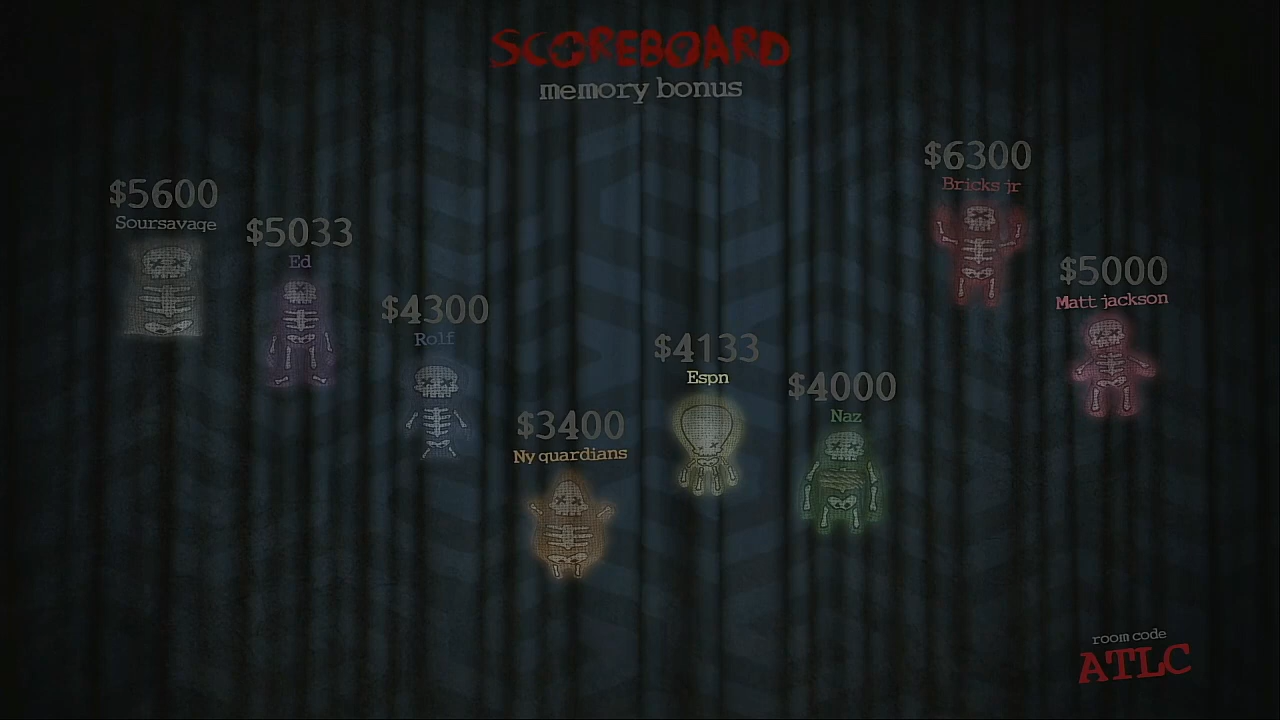 SCOREBOARD
memory bonus
$5600
Soursavage
$5033
Ed
$4300
Rolf
$3400
Ny quardians
$4133
Espn
$4000
Naz
$6300
Bricks jr
$5000
Matt jackson
room code
ATLC